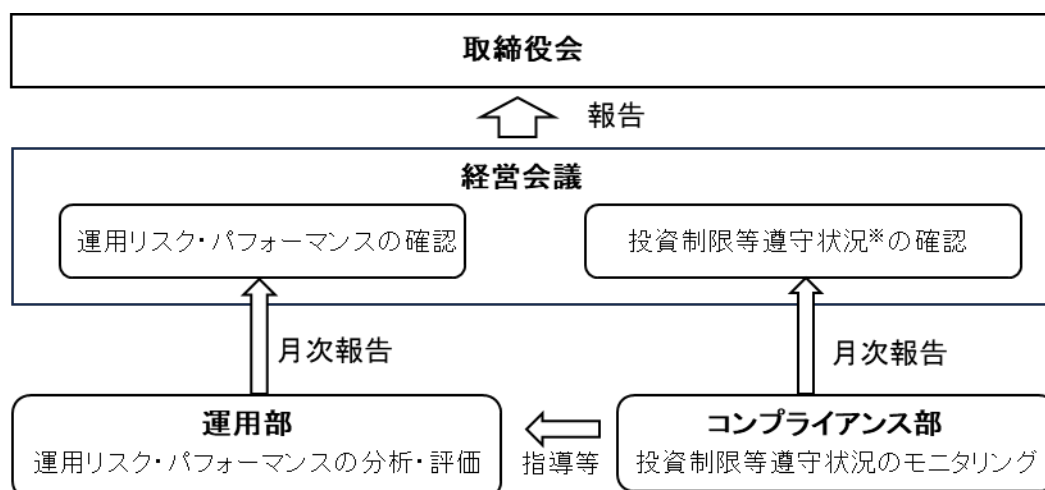 取締役会
報告
経営会議
運用リスク・パフォーマンスの確認
投資制限等遵守状況※の確認
月次報告
月次報告
運用部
運用リスク・パフォーマンスの分析・評価
指導等
コンプライアンス部
投資制限等遵守状況のモニタリング